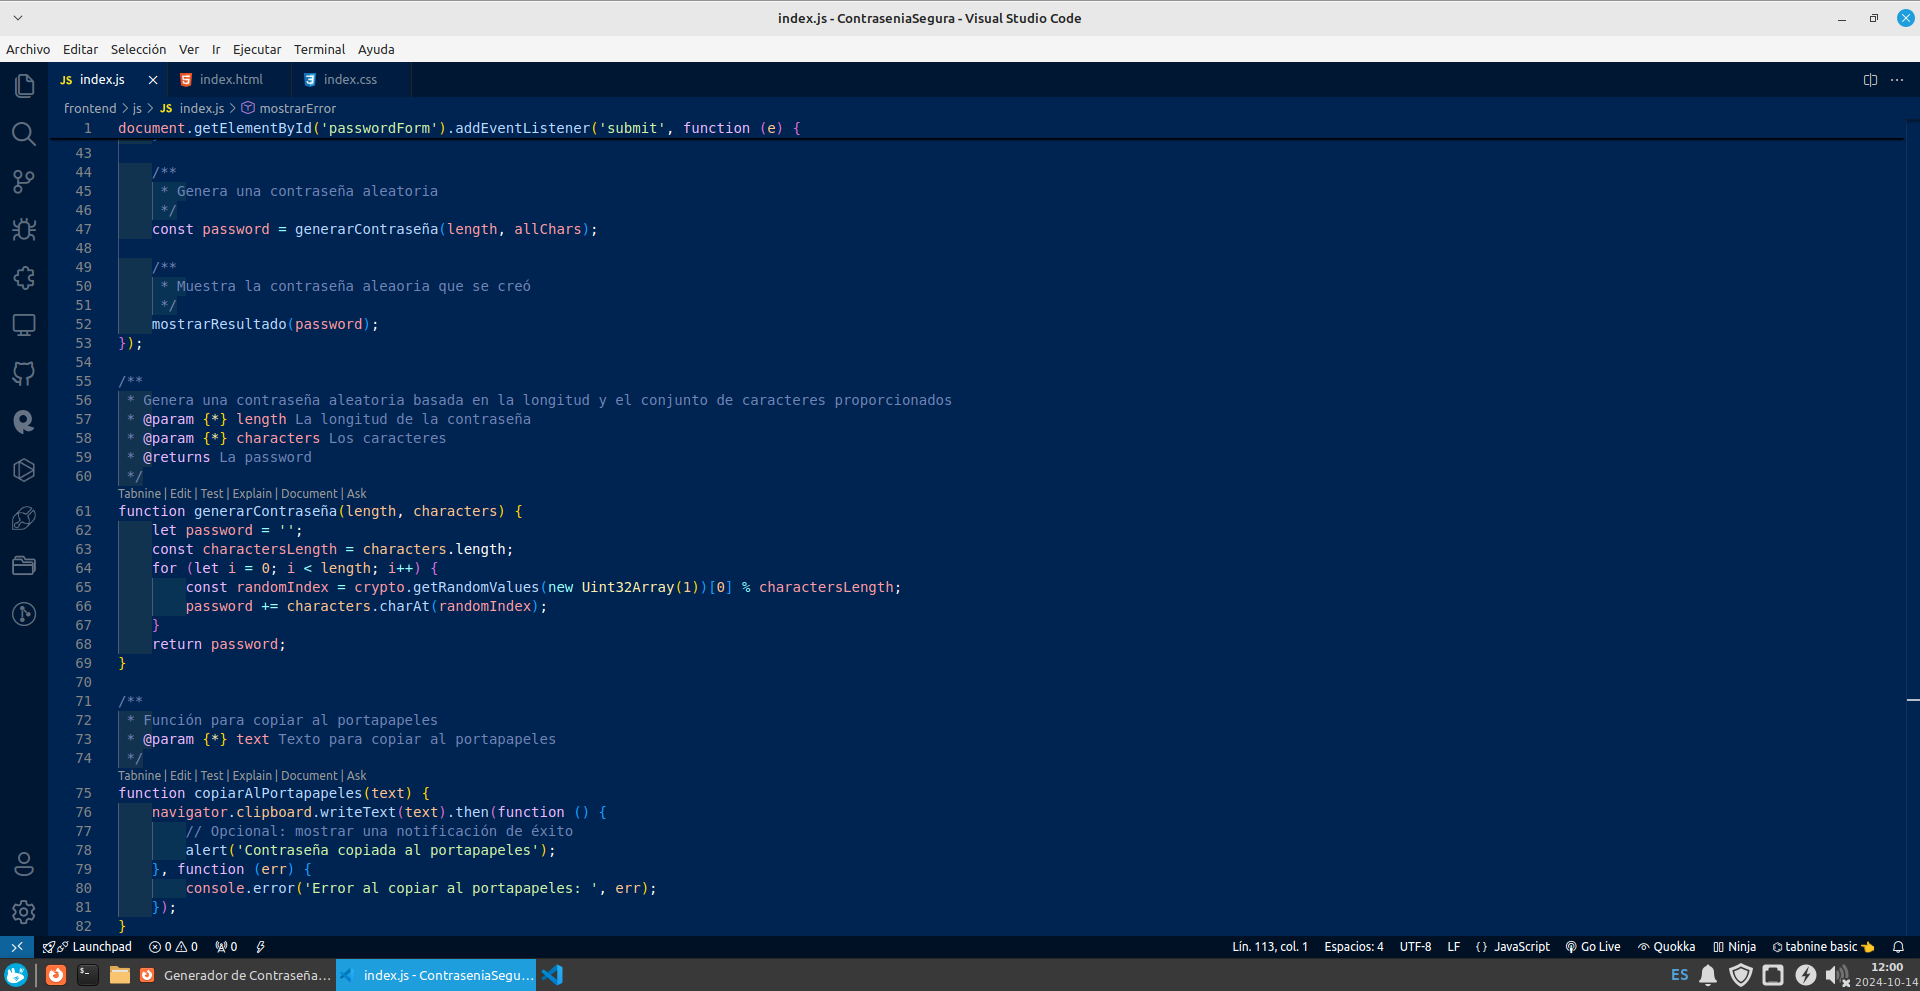 index.js - ContraseniaSegura - Visual Studio Code
Archivo Editar Selección Ver Ir Ejecutar Terminal Ayuda
JS index.js index.html index.css
frontend > js > JS index.js > mostrarError
1 document.getElementById('passwordForm').addEventListener('submit', function (e) {
43
44 /**
45 * Genera una contraseña aleatoria
46 */
47 const password = generarContraseña(length, allChars);
48
49 /**
50 * Muestra la contraseña aleaoria que se creó
51 */
52 mostrarResultado(password);
53 });
54
55 /**
56 * Genera una contraseña aleatoria basada en la longitud y el conjunto de caracteres proporcionados
57 * @param {*} length La longitud de la contraseña
58 * @param {*} characters Los caracteres
59 * @returns La password
60 */
Tabnine | Edit | Test | Explain | Document | Ask
61 function generarContraseña(length, characters) {
62 let password = '';
63 const charactersLength = characters.length;
64 for (let i = 0; i < length; i++) {
65 const randomIndex = crypto.getRandomValues(new Uint32Array(1))[0] % charactersLength;
66 password += characters.charAt(randomIndex);
67 }
68 return password;
69 }
70
71 /**
72 * Función para copiar al portapapeles
73 * @param {*} text Texto para copiar al portapapeles
74 */
Tabnine | Edit | Test | Explain | Document | Ask
75 function copiarAlPortapapeles(text) {
76 navigator.clipboard.writeText(text).then(function () {
77 // Opcional: mostrar una notificación de éxito
78 alert('Contraseña copiada al portapapeles');
79 }, function (err) {
80 console.error('Error al copiar al portapapeles: ', err);
81 });
82 }
Launchpad 0 0 0 Lín. 113, col. 1 Espacios: 4 UTF-8 LF { } JavaScript Go Live Quokka Ninja tabnine basic
Generador de Contraseña... index.js - ContraseniaSegu... ES 12:00
2024-10-14